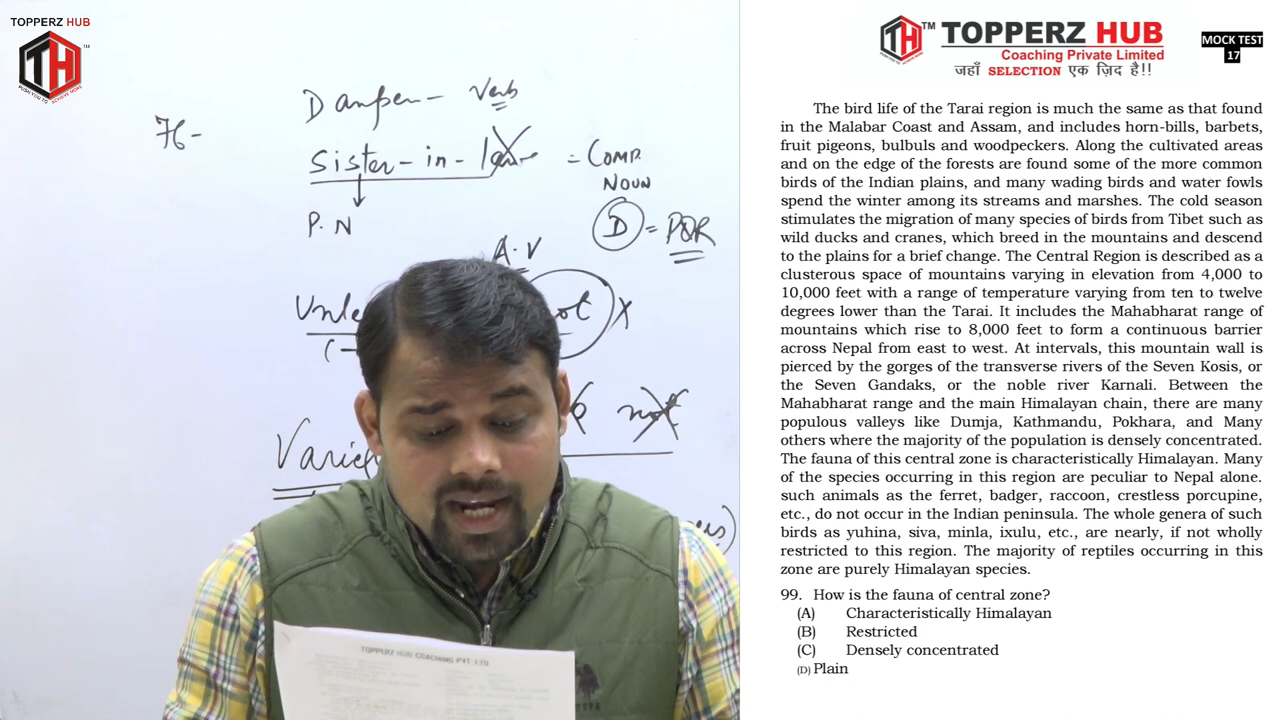 TOPPERZ HUB
TH
TM
PUSH YOU TO ACHIEVE MORE
76-
Dampen - Verb
Sister-in-law = COMP.
NOUN
P. N
D = PQR
A.V
not
not
TOPPERZ HUB COACHING PVT. LTD.
TH TM TOPPERZ HUB
Coaching Private Limited
जहाँ SELECTION एक ज़िद है!!
MOCK TEST
17
The bird life of the Tarai region is much the same as that found
in the Malabar Coast and Assam, and includes horn-bills, barbets,
fruit pigeons, bulbuls and woodpeckers. Along the cultivated areas
and on the edge of the forests are found some of the more common
birds of the Indian plains, and many wading birds and water fowls
spend the winter among its streams and marshes. The cold season
stimulates the migration of many species of birds from Tibet such as
wild ducks and cranes, which breed in the mountains and descend
to the plains for a brief change. The Central Region is described as a
clusterous space of mountains varying in elevation from 4,000 to
10,000 feet with a range of temperature varying from ten to twelve
degrees lower than the Tarai. It includes the Mahabharat range of
mountains which rise to 8,000 feet to form a continuous barrier
across Nepal from east to west. At intervals, this mountain wall is
pierced by the gorges of the transverse rivers of the Seven Kosis, or
the Seven Gandaks, or the noble river Karnali. Between the
Mahabharat range and the main Himalayan chain, there are many
populous valleys like Dumja, Kathmandu, Pokhara, and Many
others where the majority of the population is densely concentrated.
The fauna of this central zone is characteristically Himalayan. Many
of the species occurring in this region are peculiar to Nepal alone.
such animals as the ferret, badger, raccoon, crestless porcupine,
etc., do not occur in the Indian peninsula. The whole genera of such
birds as yuhina, siva, minla, ixulu, etc., are nearly, if not wholly
restricted to this region. The majority of reptiles occurring in this
zone are purely Himalayan species.
99. How is the fauna of central zone?
(A) Characteristically Himalayan
(B) Restricted
(C) Densely concentrated
(D) Plain